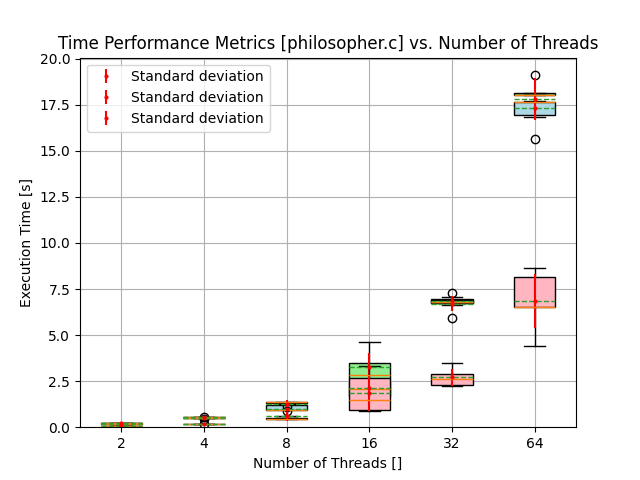 Time Performance Metrics [philosopher.c] vs. Number of Threads
20.0
17.5
15.0
12.5
10.0
7.5
5.0
2.5
0.0
Execution Time [s]
Standard deviation
Standard deviation
Standard deviation
2 4 8 16 32 64
Number of Threads []